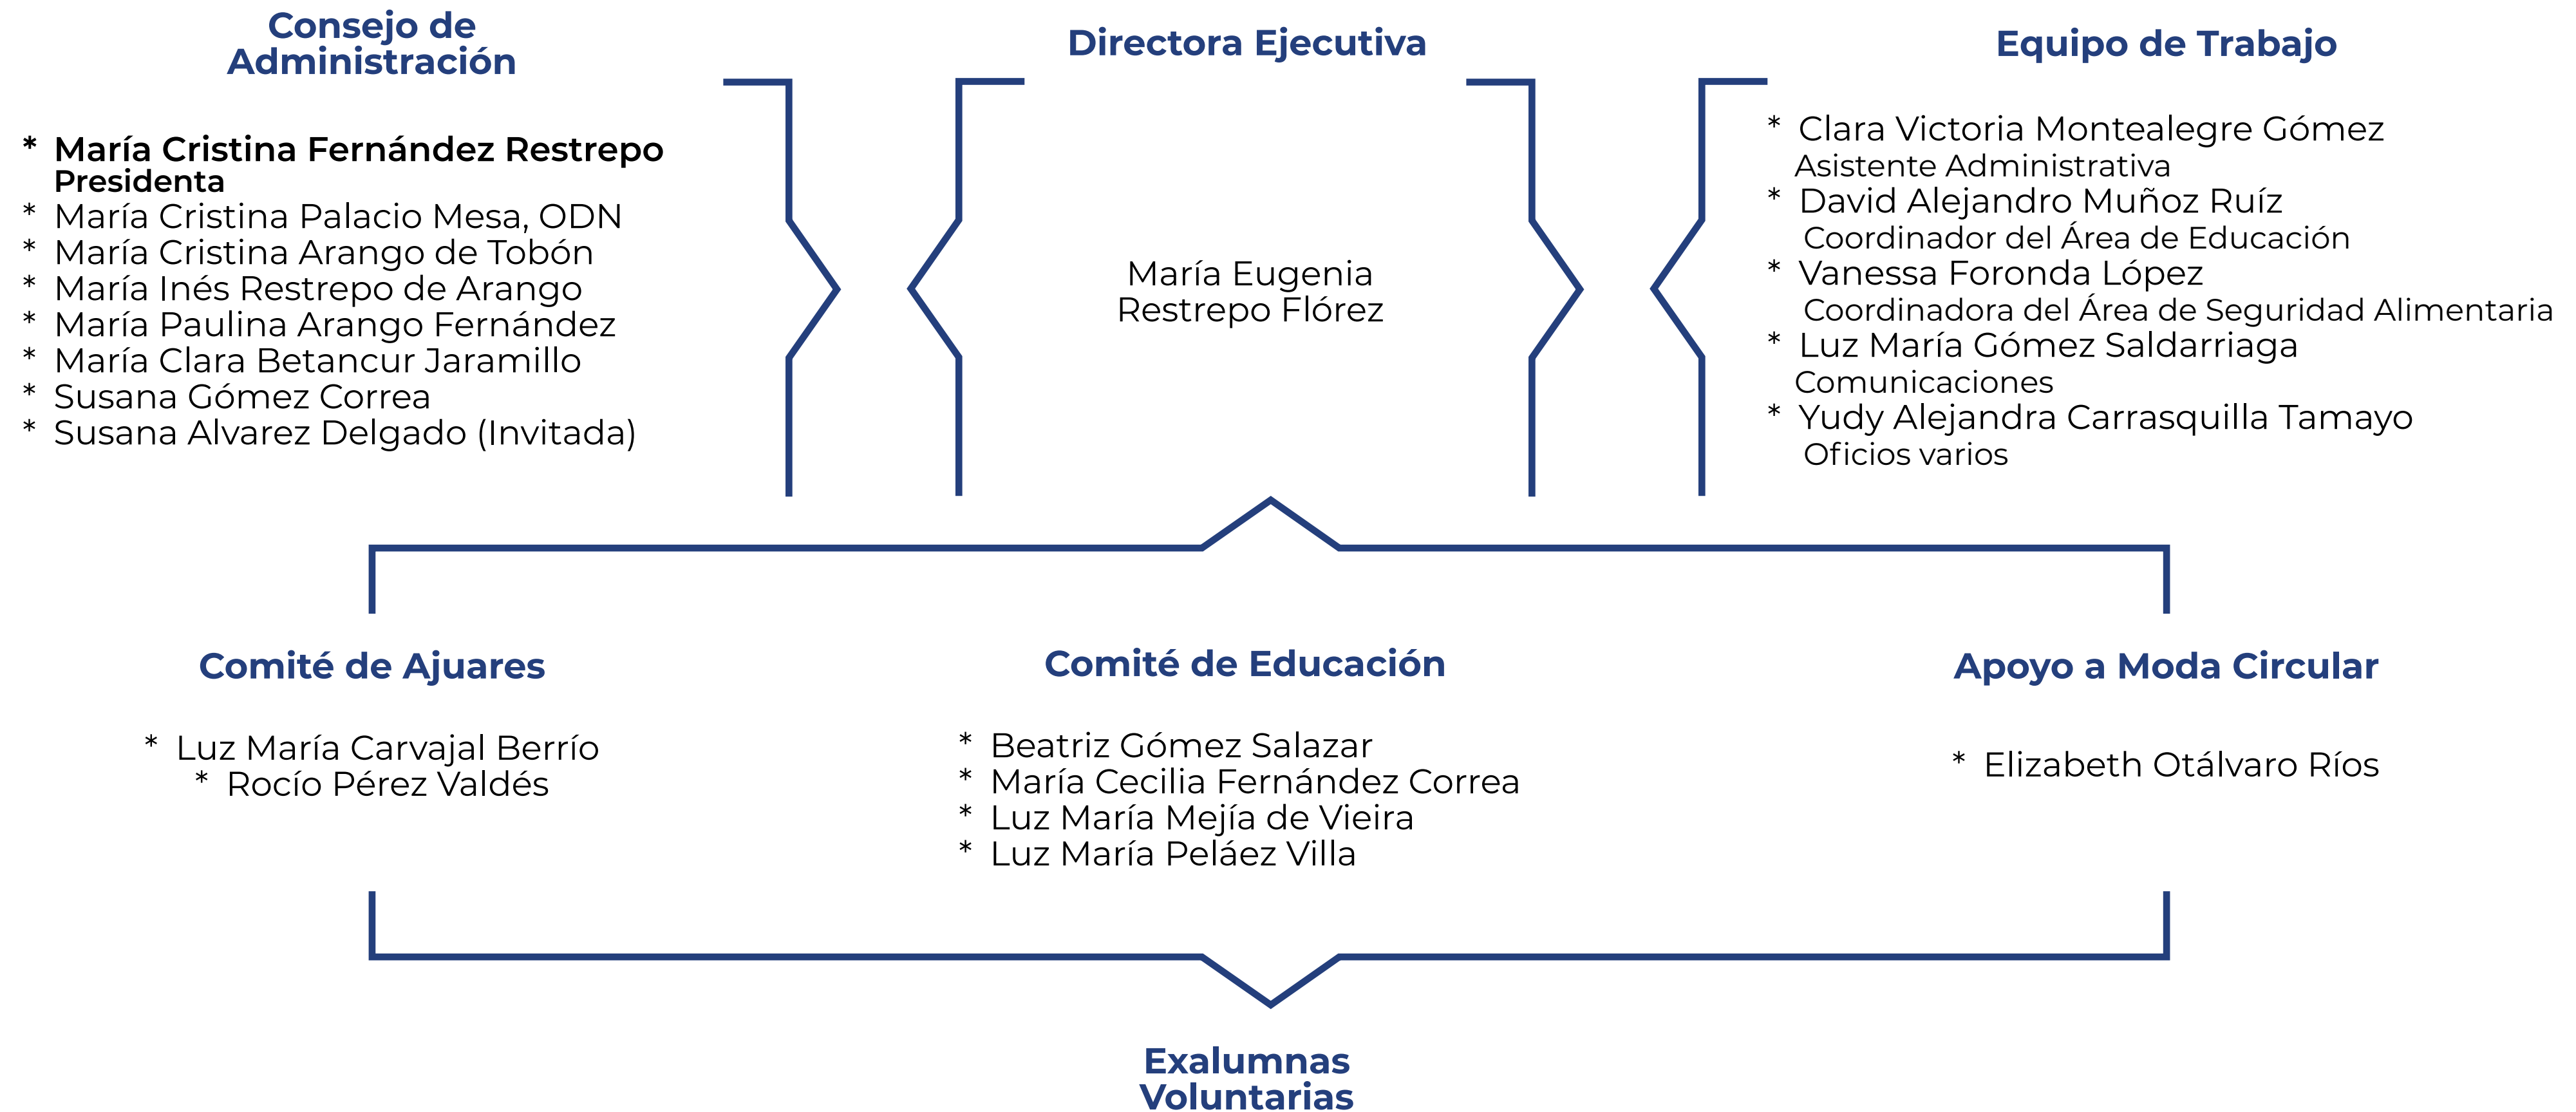 Consejo de
Administración
* María Cristina Fernández Restrepo
Presidenta
* María Cristina Palacio Mesa, ODN
* María Cristina Arango de Tobón
* María Inés Restrepo de Arango
* María Paulina Arango Fernández
* María Clara Betancur Jaramillo
* Susana Gómez Correa
* Susana Alvarez Delgado (Invitada)
Directora Ejecutiva
María Eugenia
Restrepo Flórez
Equipo de Trabajo
* Clara Victoria Montealegre Gómez
Asistente Administrativa
* David Alejandro Muñoz Ruíz
Coordinador del Área de Educación
* Vanessa Foronda López
Coordinadora del Área de Seguridad Alimentaria
* Luz María Gómez Saldarriaga
Comunicaciones
* Yudy Alejandra Carrasquilla Tamayo
Oficios varios
Comité de Ajuares
* Luz María Carvajal Berrío
* Rocío Pérez Valdés
Comité de Educación
* Beatriz Gómez Salazar
* María Cecilia Fernández Correa
* Luz María Mejía de Vieira
* Luz María Peláez Villa
Apoyo a Moda Circular
* Elizabeth Otálvaro Ríos
Exalumnas
Voluntarias